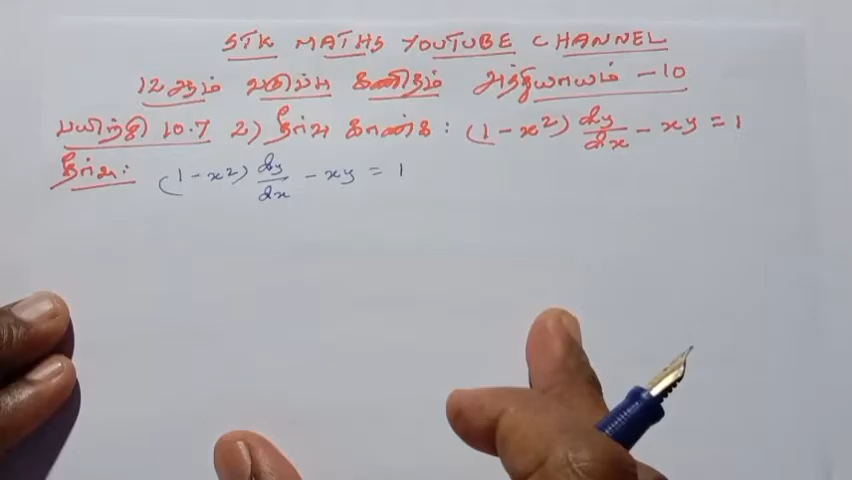 STK MATHS YOUTUBE CHANNEL
12ஆம் வகுப்பு கணிதம் அத்தியாயம் - 10
பயிற்சி 10.7 2) தீர்வு காண்க : (1 - x²) dy/dx - xy = 1
தீர்வு : (1 - x²) dy/dx - xy = 1